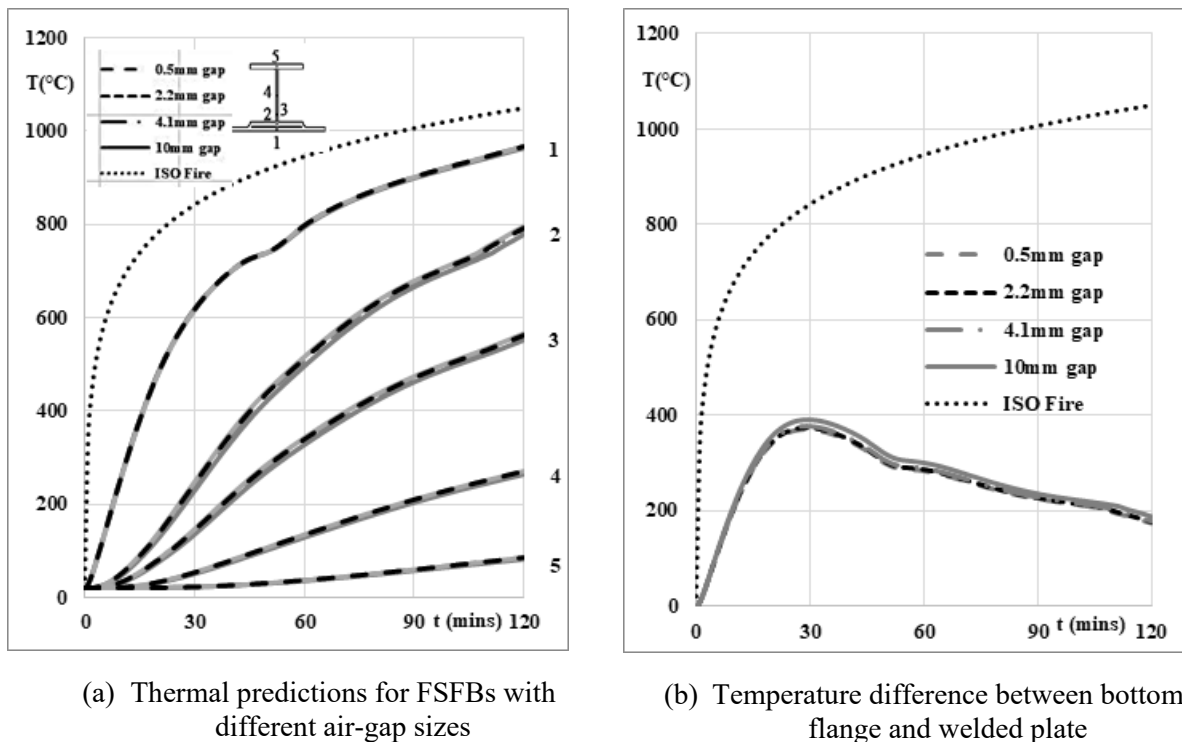 1200
T(°C)
1000
800
600
400
200
0
0 30 60 90 t (mins) 120
0.5mm gap
2.2mm gap
4.1mm gap
10mm gap
ISO Fire
5
4
3
2
1
1
2
3
4
5
(a) Thermal predictions for FSFBs with
different air-gap sizes
1200
T(°C)
1000
800
600
400
200
0
0 30 60 90 t (mins) 120
0.5mm gap
2.2mm gap
4.1mm gap
10mm gap
ISO Fire
(b) Temperature difference between bottom
flange and welded plate